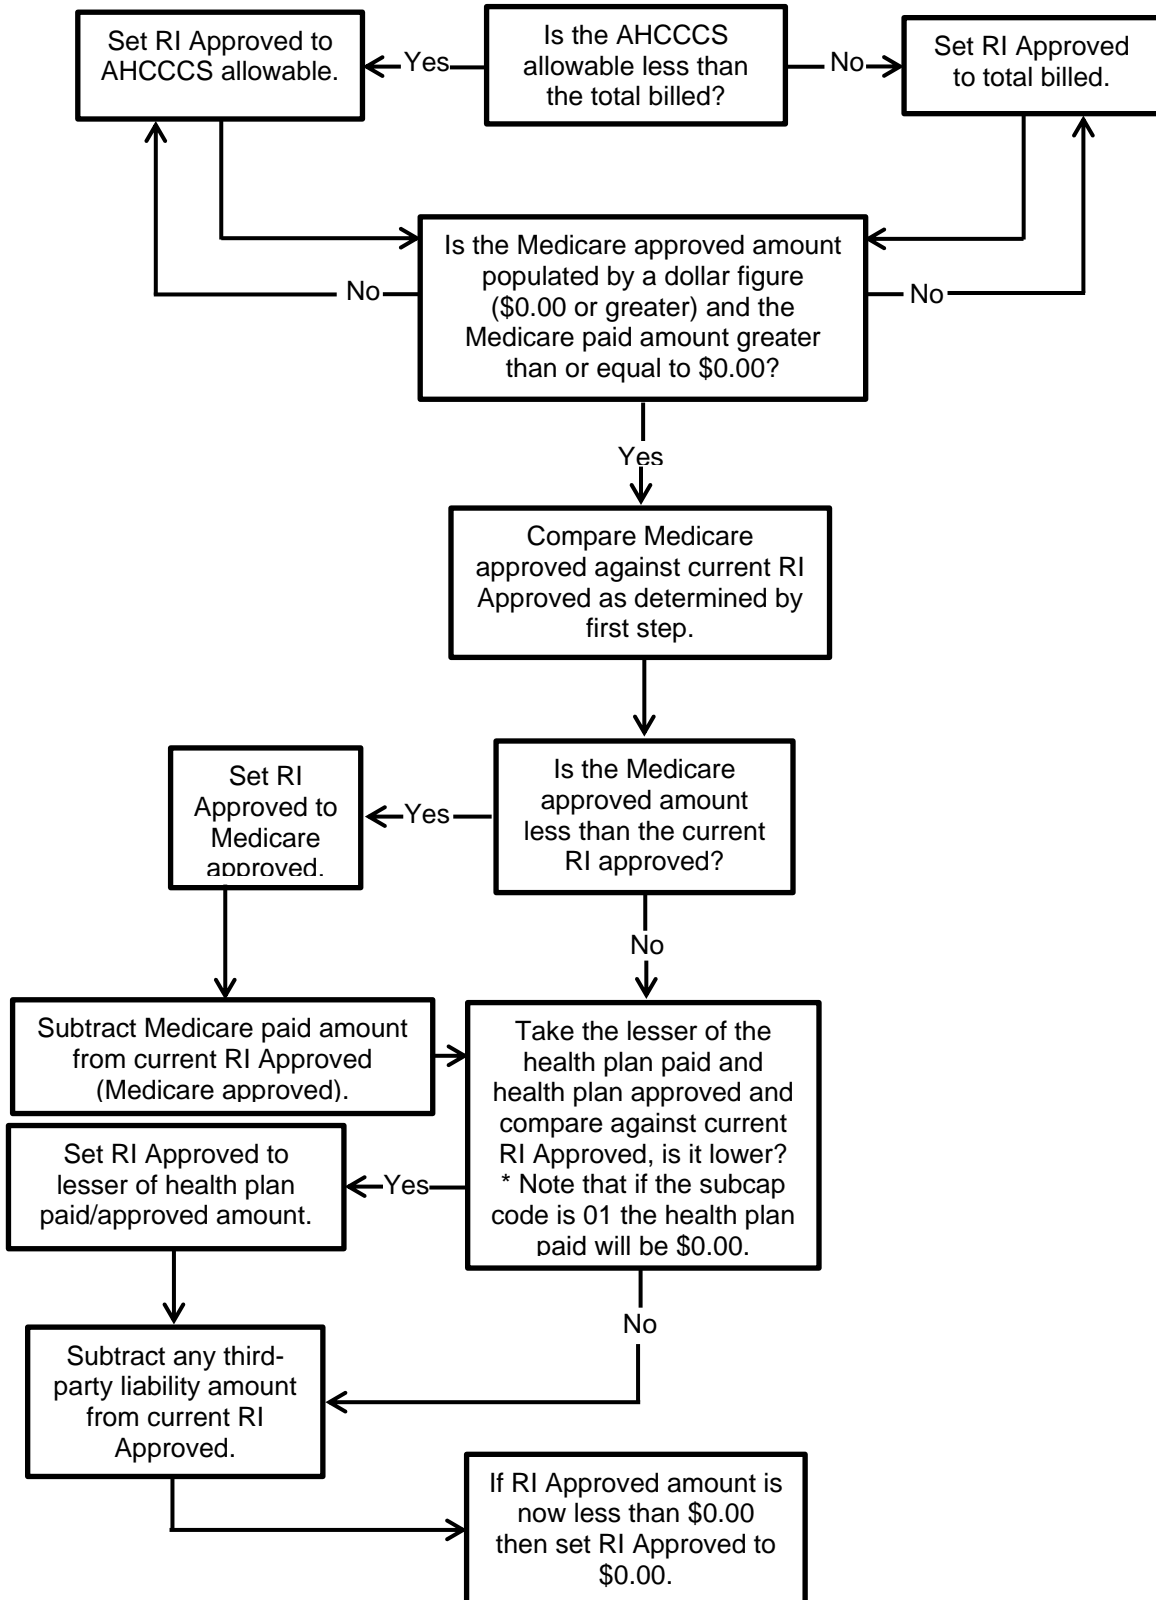 Set RI Approved to
AHCCCS allowable.
Yes
Is the AHCCCS
allowable less than
the total billed?
No
Set RI Approved
to total billed.
Is the Medicare approved amount
populated by a dollar figure
($0.00 or greater) and the
Medicare paid amount greater
than or equal to $0.00?
No
No
Yes
Compare Medicare
approved against current RI
Approved as determined by
first step.
Set RI
Approved to
Medicare
approved.
Yes
Is the Medicare
approved amount
less than the current
RI approved?
No
Subtract Medicare paid amount
from current RI Approved
(Medicare approved).
Take the lesser of the
health plan paid and
health plan approved and
compare against current
RI Approved, is it lower?
* Note that if the subcap
code is 01 the health plan
paid will be $0.00.
Set RI Approved to
lesser of health plan
paid/approved amount.
Yes
No
Subtract any third-
party liability amount
from current RI
Approved.
If RI Approved amount is
now less than $0.00
then set RI Approved to
$0.00.